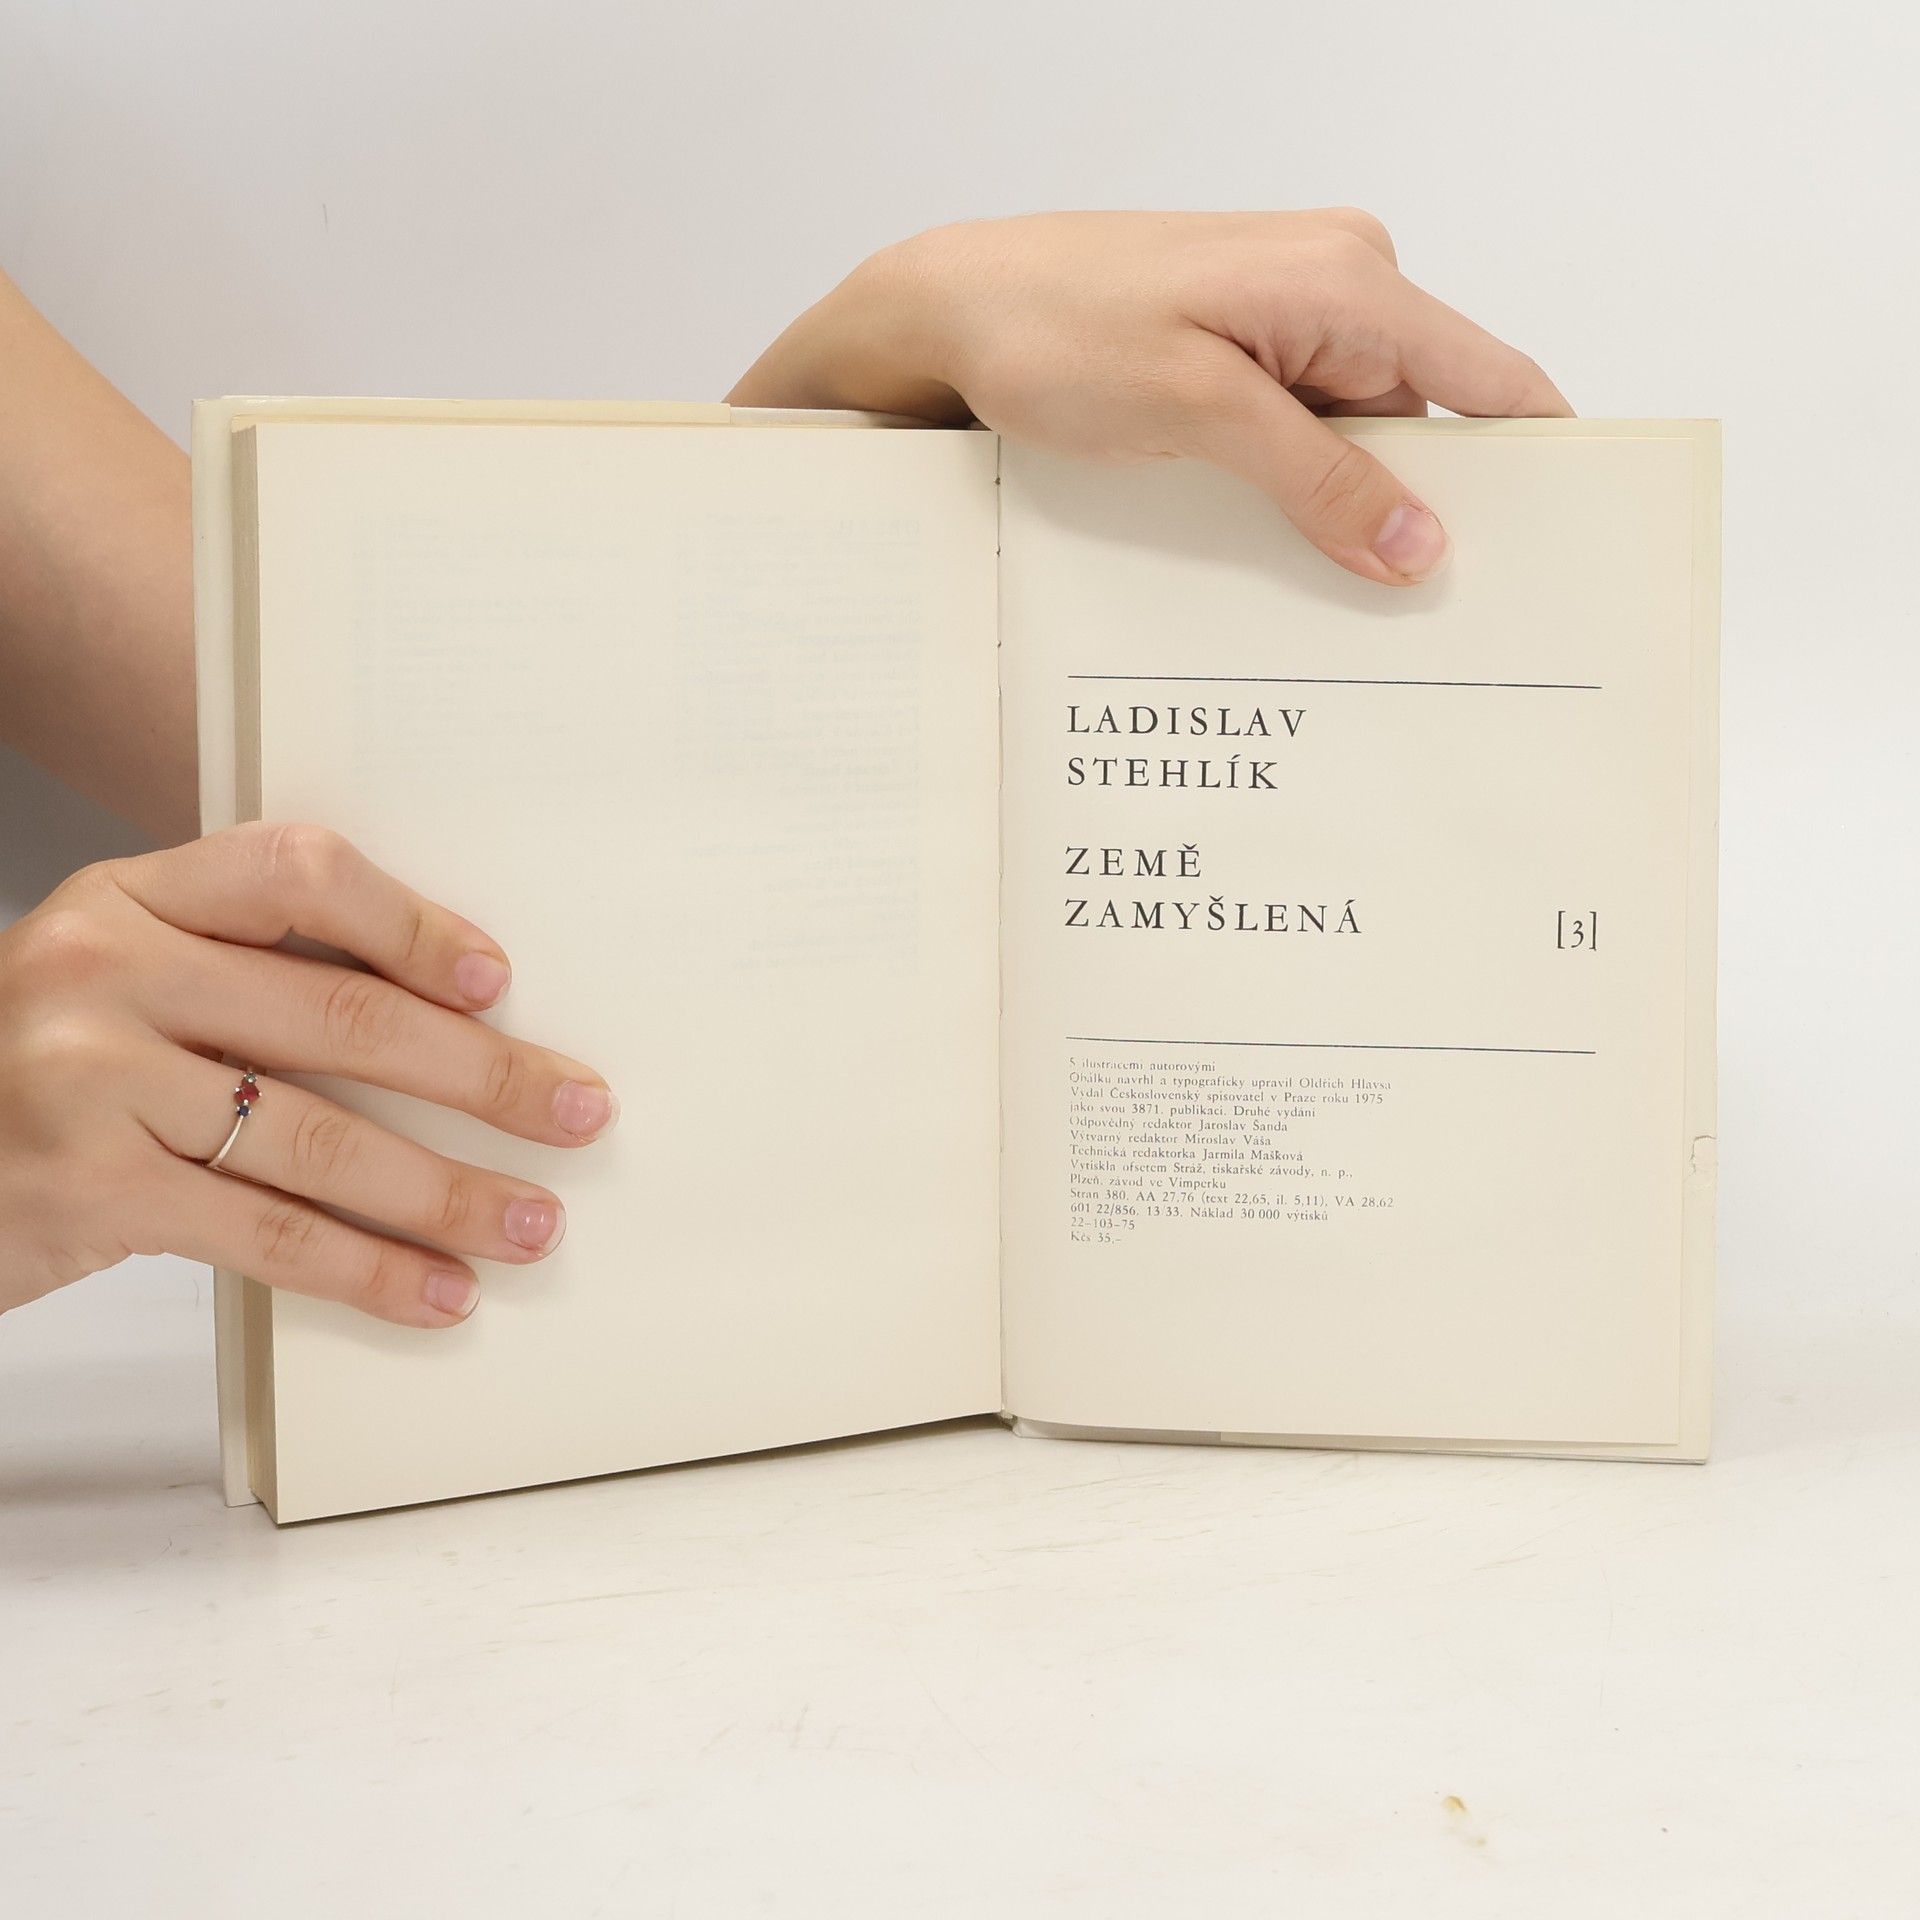 LADISLAV
STEHLÍK
ZEMĚ
ZAMYŠLENÁ [3]
S ilustracemi autorovými
Obálku navrhl a typograficky upravil Oldřich Hlavsa
Vydal Československý spisovatel v Praze roku 1975
jako svou 3871. publikaci. Druhé vydání
Odpovědný redaktor Jaroslav Šanda
Výtvarný redaktor Miroslav Váša
Technická redaktorka Jarmila Mašková
Vytiskla ofsetem Stráž, tiskařské závody, n. p.,
Plzeň, závod ve Vimperku
Stran 380. AA 27,76 (text 22,65, il. 5,11), VA 28,62
601 22/856. 13/33. Náklad 30 000 výtisků
22-103-75
Kčs 35,-